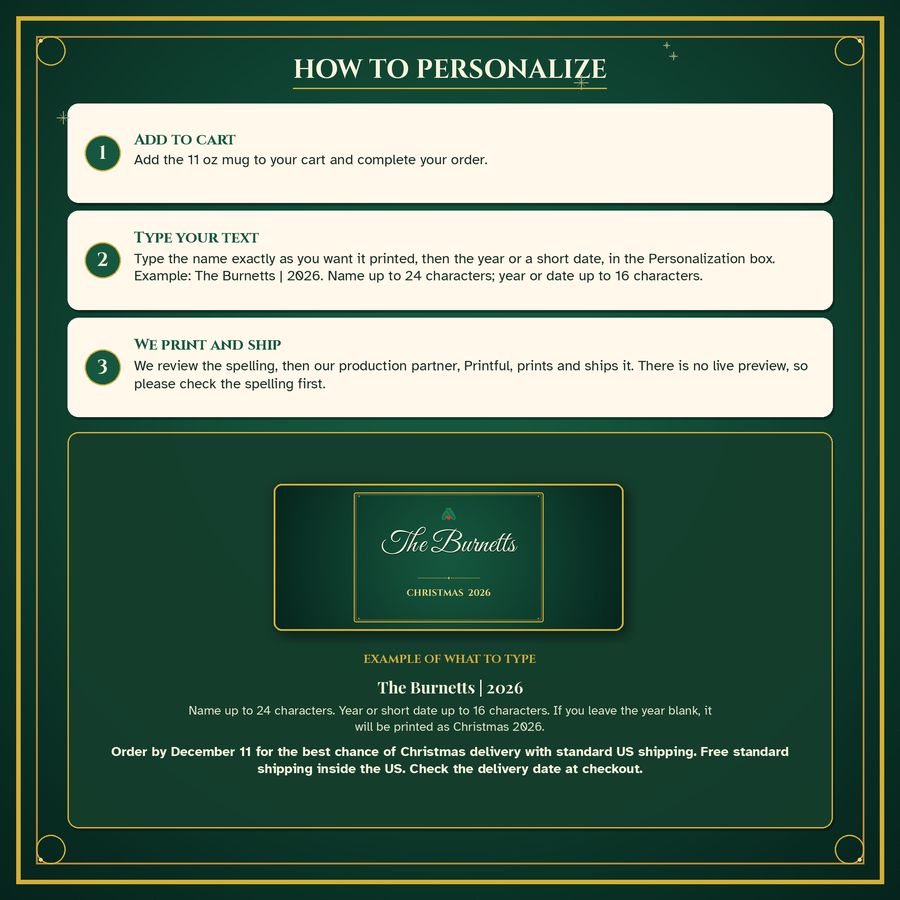 HOW TO PERSONALIZE
1
ADD TO CART
Add the 11 oz mug to your cart and complete your order.
2
TYPE YOUR TEXT
Type the name exactly as you want it printed, then the year or a short date, in the Personalization box.
Example: The Burnetts | 2026. Name up to 24 characters; year or date up to 16 characters.
3
WE PRINT AND SHIP
We review the spelling, then our production partner, Printful, prints and ships it. There is no live preview, so
please check the spelling first.
The Burnetts
CHRISTMAS 2026
EXAMPLE OF WHAT TO TYPE
The Burnetts | 2026
Name up to 24 characters. Year or short date up to 16 characters. If you leave the year blank, it
will be printed as Christmas 2026.
Order by December 11 for the best chance of Christmas delivery with standard US shipping. Free standard
shipping inside the US. Check the delivery date at checkout.